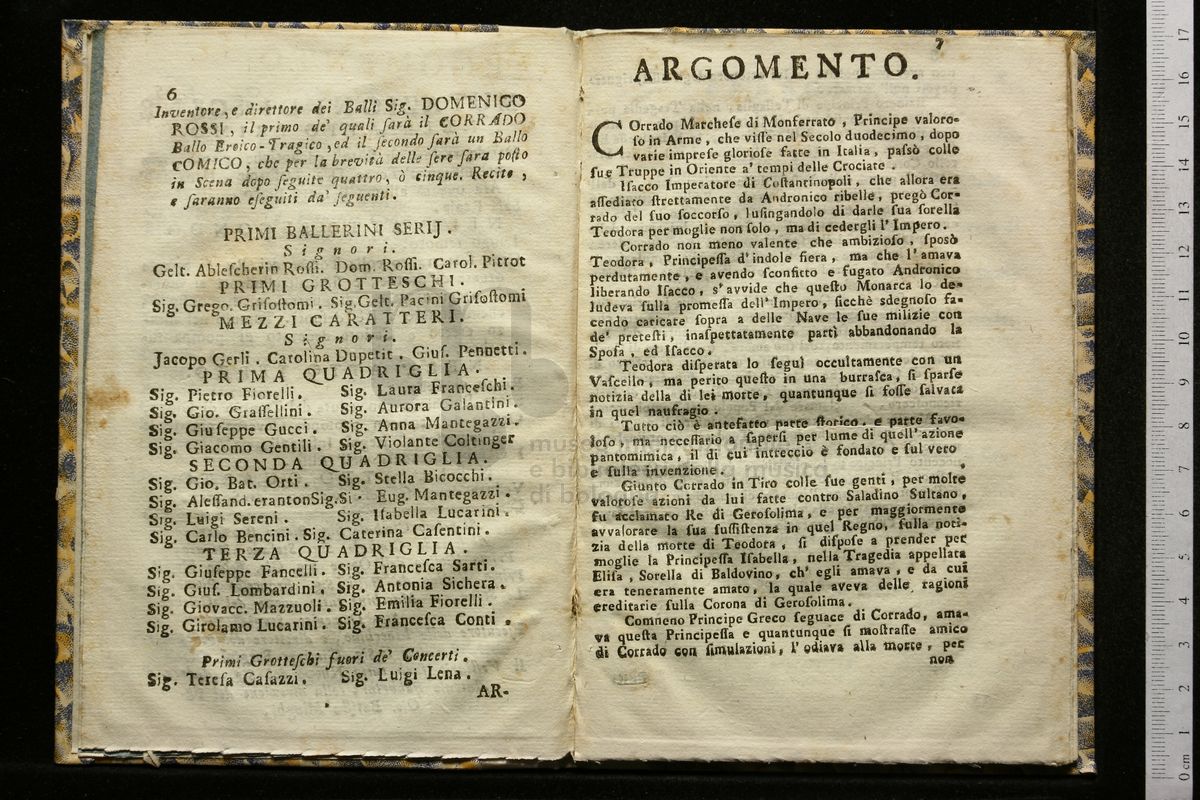 6
Inventore, e direttore dei Balli Sig. DOMENICO
ROSSI, il primo de' quali ſarà il CORRADO
Ballo Eroico-Tragico, ed il ſecondo ſarà un Ballo
COMICO, che per la brevità delle ſere ſara poſto
in Scena dopo ſeguite quattro, ò cinque. Recite,
e ſaranno eſeguiti da' ſeguenti.
PRIMI BALLERINI SERIJ.
Signori.
Gelt. Ableſcherin Roſſi. Dom. Roſſi. Carol. Pitrot
PRIMI GROTTESCHI.
Sig. Grego. Griſoſtomi. Sig. Gelt. Pacini Griſoſtomi
MEZZI CARATTERI.
Signori.
Jacopo Gerli. Carolina Dupetit. Giuſ. Pennetti.
PRIMA QUADRIGLIA.
Sig. Pietro Fiorelli. Sig. Laura Franceſchi.
Sig. Gio. Graſſellini. Sig. Aurora Galantini.
Sig. Giuſeppe Gucci. Sig. Anna Mantegazzi.
Sig. Giacomo Gentili. Sig. Violante Coltinger
SECONDA QUADRIGLIA.
Sig. Gio. Bat. Orti. Sig. Stella Bicocchi.
Sig. Aleſſand. erantonSig.Si. Eug. Mantegazzi.
Sig. Luigi Sereni. Sig. Iſabella Lucarini.
Sig. Carlo Bencini. Sig. Caterina Caſentini.
TERZA QUADRIGLIA.
Sig. Giuſeppe Fancelli. Sig. Franceſca Sarti.
Sig. Giuſ. Lombardini. Sig. Antonia Sichera.
Sig. Giovacc. Mazzuoli. Sig. Emilia Fiorelli.
Sig. Girolamo Lucarini. Sig. Franceſca Conti.
Primi Grotteſchi fuori de' Concerti.
Sig. Tereſa Caſazzi. Sig. Luigi Lena.
AR-
7
ARGOMENTO.
COrrado Marcheſe di Monferrato, Principe valoro-
ſo in Arme, che viſſe nel Secolo duodecimo, dopo
varie impreſe glorioſe fatte in Italia, paſsò colle
ſue Truppe in Oriente a' tempi delle Crociate.
Iſacco Imperatore di Coſtantinopoli, che allora era
aſſediato ſtrettamente da Andronico ribelle, pregò Cor-
rado del ſuo ſoccorſo, luſingandolo di darle ſua ſorella
Teodora per moglie non ſolo, ma di cedergli l'Impero.
Corrado non meno valente che ambizioſo, ſposò
Teodora, Principeſſa d'indole fiera, ma che l'amava
perdutamente, e avendo ſconfitto e fugato Andronico
liberando Iſacco, s'avvide che queſto Monarca lo de-
ludeva ſulla promeſſa dell'Impero, ſicchè sdegnoſo fa-
cendo caricare ſopra a delle Nave le ſue milizie con
de' preteſti, inaſpettatamente partì abbandonando la
Spoſa, ed Iſacco.
Teodora diſperata lo ſeguì occultamente con un
Vaſcello, ma perito queſto in una burraſca, ſi ſparſe
notizia della di lei morte, quantunque ſi foſſe ſalvata
in quel naufragio.
Tutto ciò è antefatto parte ſtorico, e parte favo-
loſo, ma neceſſario a ſaperſi per lume di quell'azione
pantomimica, il di cui intreccio è fondato e ſul vero
e ſulla invenzione.
Giunto Corrado in Tiro colle ſue genti, per molte
valoroſe azioni da lui fatte contro Saladino Sultano,
fu acclamato Re di Geroſolima, e per maggiormente
avvalorare la ſua ſuſſiſtenza in quel Regno, ſulla noti-
zia della morte di Teodora, ſi diſpoſe a prender per
moglie la Principeſſa Iſabella, nella Tragedia appellata
Eliſa, Sorella di Baldovino, ch'egli amava, e da cui
era teneramente amato, la quale aveva delle ragioni
ereditarie ſulla Corona di Geroſolima.
Comneno Principe Greco ſeguace di Corrado, ama-
va queſta Principeſſa e quantunque ſi moſtraſſe amico
di Corrado con ſimulazioni, l'odiava alla morte, per
non